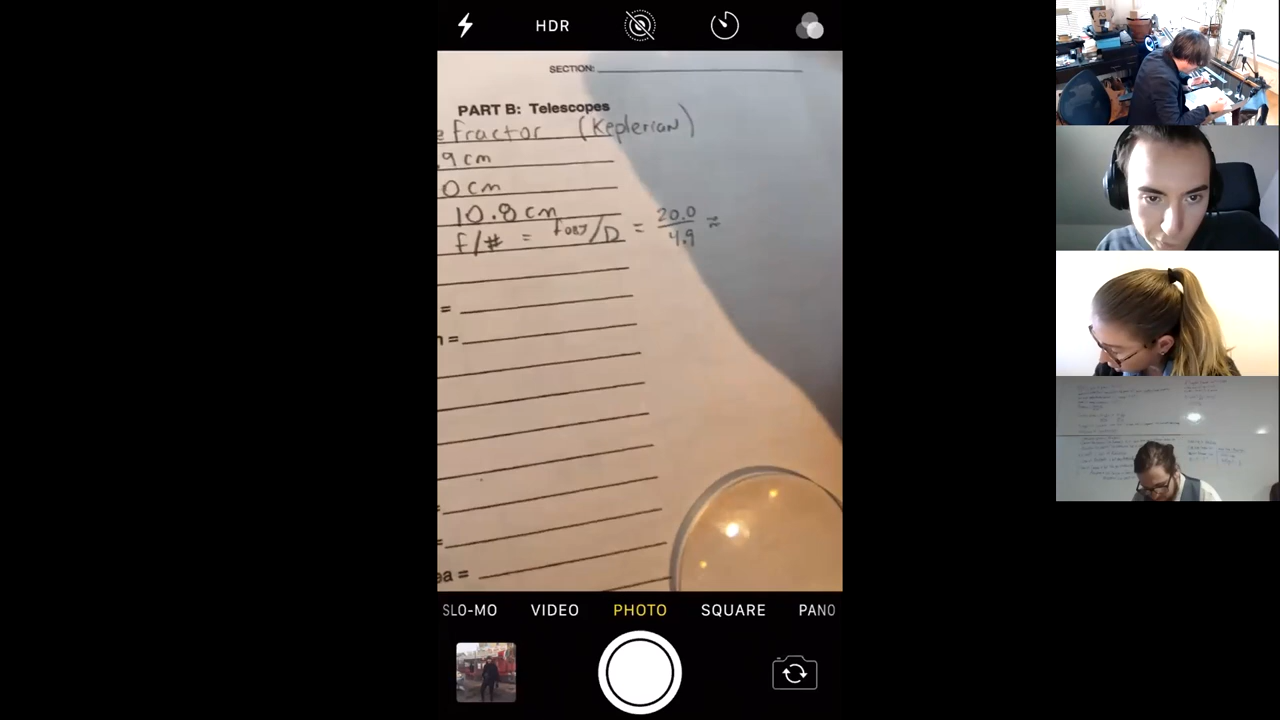 HDR
SECTION:
PART B: Telescopes
efractor (Keplerian)
.9 cm
0 cm
10.8 cm
f/# = fOBJ/D = 20.0/4.9 ≈
=
n =
=
=
ea =
SLO-MO VIDEO PHOTO SQUARE PANO